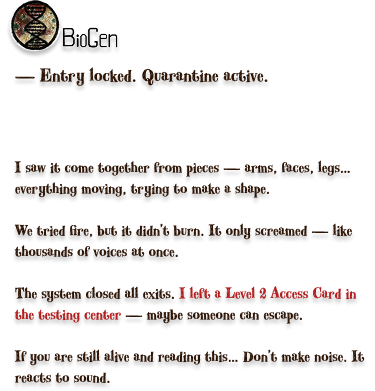 BioGen
— Entry locked. Quarantine active.
I saw it come together from pieces — arms, faces, legs...
everything moving, trying to make a shape.
We tried fire, but it didn't burn. It only screamed — like
thousands of voices at once.
The system closed all exits. I left a Level 2 Access Card in
the testing center — maybe someone can escape.
If you are still alive and reading this... Don't make noise. It
reacts to sound.